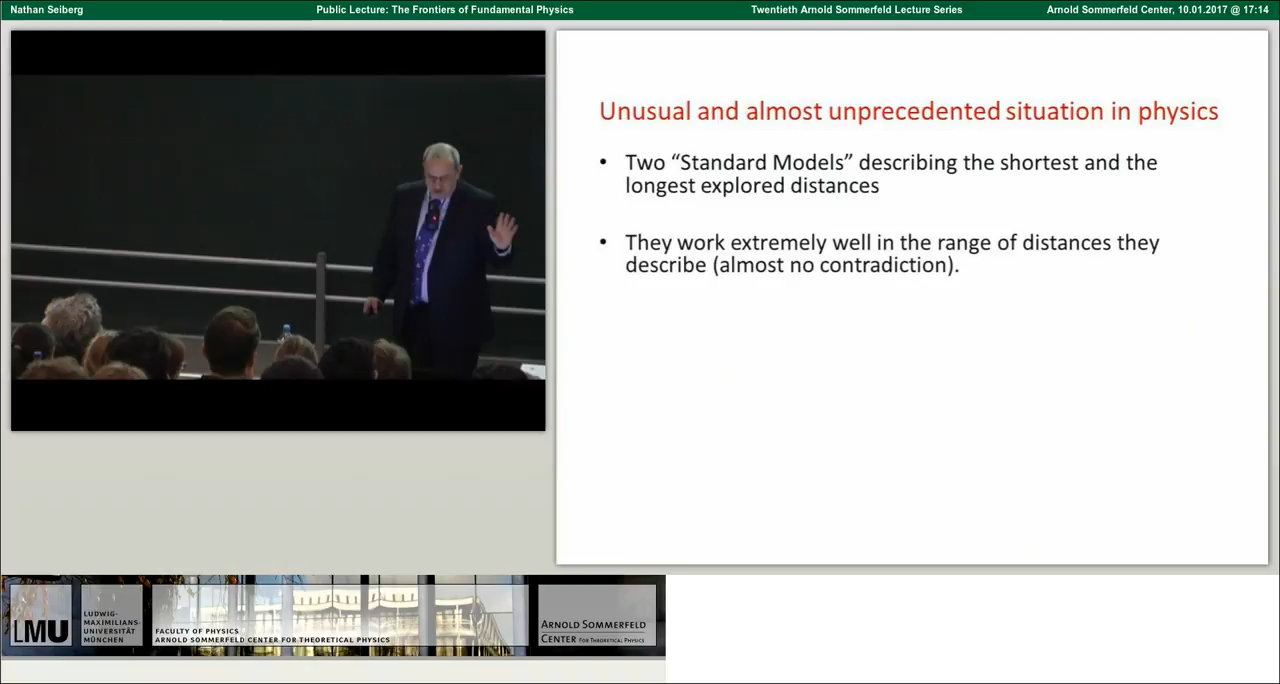 Nathan Seiberg
Public Lecture: The Frontiers of Fundamental Physics
Twentieth Arnold Sommerfeld Lecture Series
Arnold Sommerfeld Center, 10.01.2017 @ 17:14
Unusual and almost unprecedented situation in physics
• Two “Standard Models” describing the shortest and the
longest explored distances
• They work extremely well in the range of distances they
describe (almost no contradiction).
LMU
LUDWIG-
MAXIMILIANS
UNIVERSITÄT
MÜNCHEN
FACULTY OF PHYSICS
ARNOLD SOMMERFELD CENTER FOR THEORETICAL PHYSICS
ARNOLD SOMMERFELD
CENTER FOR THEORETICAL PHYSICS